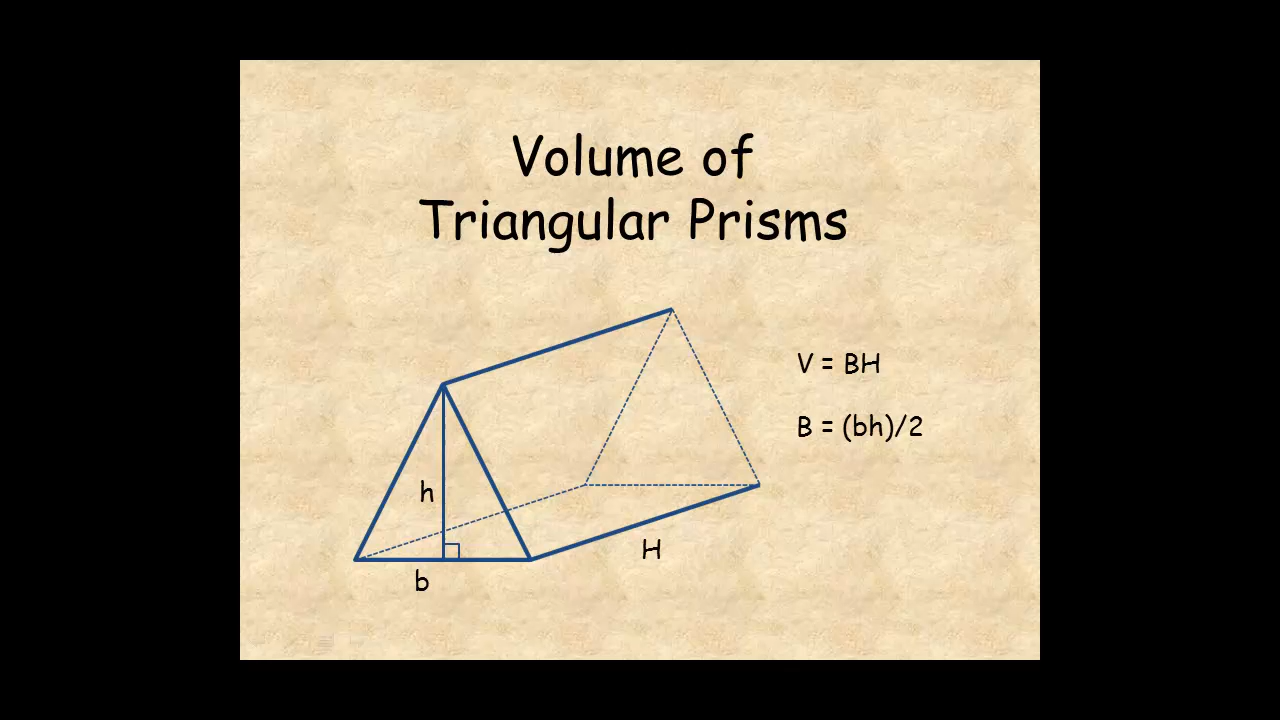 Volume of
Triangular Prisms
V = BH
B = (bh)/2
h
H
b